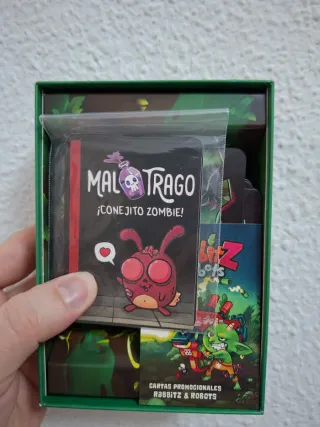 MAL TRAGO
¡CONEJITO ZOMBIE!
CARTAS PROMOCIONALES
RABBITZ & ROBOTS